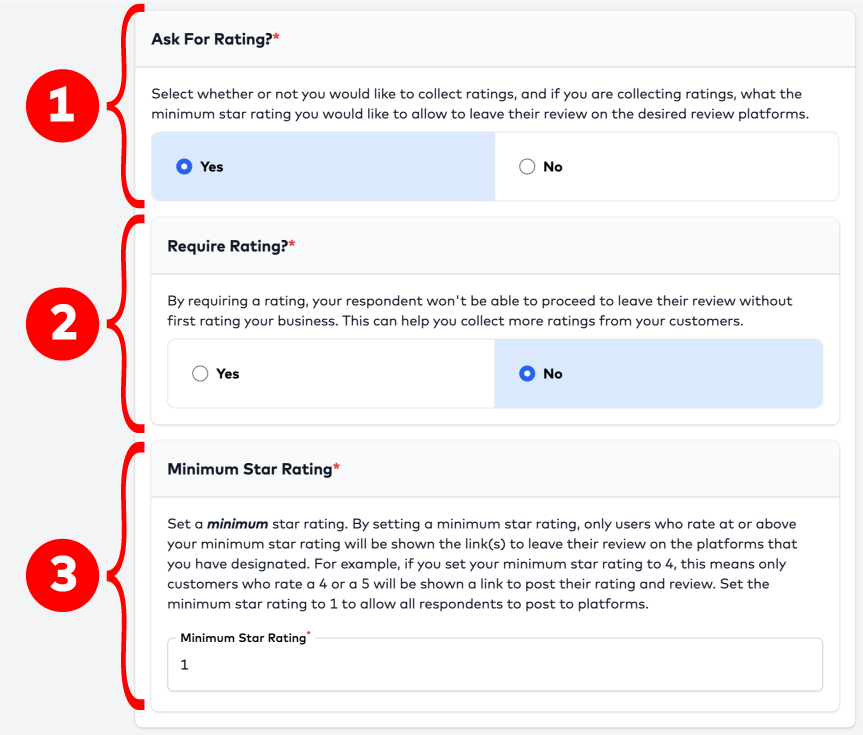 1
Ask For Rating?*
Select whether or not you would like to collect ratings, and if you are collecting ratings, what the
minimum star rating you would like to allow to leave their review on the desired review platforms.
Yes
No
2
Require Rating?*
By requiring a rating, your respondent won't be able to proceed to leave their review without
first rating your business. This can help you collect more ratings from your customers.
Yes
No
3
Minimum Star Rating*
Set a minimum star rating. By setting a minimum star rating, only users who rate at or above
your minimum star rating will be shown the link(s) to leave their review on the platforms that
you have designated. For example, if you set your minimum star rating to 4, this means only
customers who rate a 4 or a 5 will be shown a link to post their rating and review. Set the
minimum star rating to 1 to allow all respondents to post to platforms.
Minimum Star Rating*
1